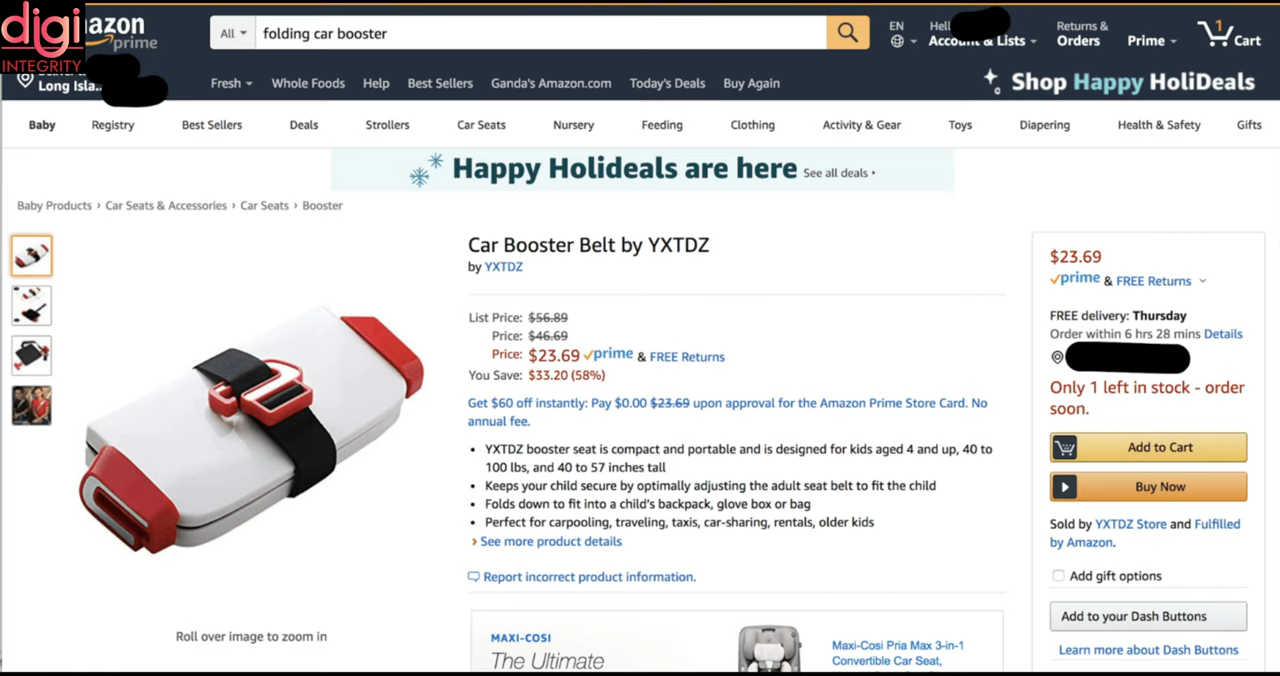 digi
INTEGRITY
azon
prime
All
folding car booster
EN
Hell
Account & Lists
Returns &
Orders
Prime
1
Cart
Long Isla..
Fresh
Whole Foods
Help
Best Sellers
Ganda's Amazon.com
Today's Deals
Buy Again
Shop Happy HoliDeals
Baby
Registry
Best Sellers
Deals
Strollers
Car Seats
Nursery
Feeding
Clothing
Activity & Gear
Toys
Diapering
Health & Safety
Gifts
Happy Holideals are here See all deals ▸
Baby Products › Car Seats & Accessories › Car Seats › Booster
Car Booster Belt by YXTDZ
by YXTDZ
List Price: $56.89
Price: $46.69
Price: $23.69 prime & FREE Returns
You Save: $33.20 (58%)
Get $60 off instantly: Pay $0.00 $23.69 upon approval for the Amazon Prime Store Card. No
annual fee.
• YXTDZ booster seat is compact and portable and is designed for kids aged 4 and up, 40 to
100 lbs, and 40 to 57 inches tall
• Keeps your child secure by optimally adjusting the adult seat belt to fit the child
• Folds down to fit into a child's backpack, glove box or bag
• Perfect for carpooling, traveling, taxis, car-sharing, rentals, older kids
› See more product details
Report incorrect product information.
Roll over image to zoom in
MAXI-COSI
The Ultimate
Maxi-Cosi Pria Max 3-in-1
Convertible Car Seat,
$23.69
prime & FREE Returns
FREE delivery: Thursday
Order within 6 hrs 28 mins Details
Only 1 left in stock - order
soon.
Add to Cart
Buy Now
Sold by YXTDZ Store and Fulfilled
by Amazon.
Add gift options
Add to your Dash Buttons
Learn more about Dash Buttons